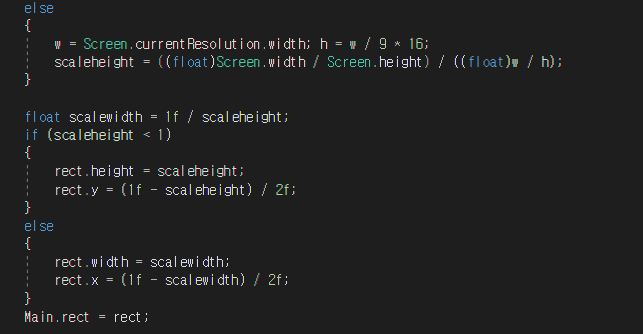 else
{
w = Screen.currentResolution.width; h = w / 9 * 16;
scaleheight = ((float)Screen.width / Screen.height) / ((float)w / h);
}
float scalewidth = 1f / scaleheight;
if (scaleheight < 1)
{
rect.height = scaleheight;
rect.y = (1f - scaleheight) / 2f;
}
else
{
rect.width = scalewidth;
rect.x = (1f - scalewidth) / 2f;
}
Main.rect = rect;